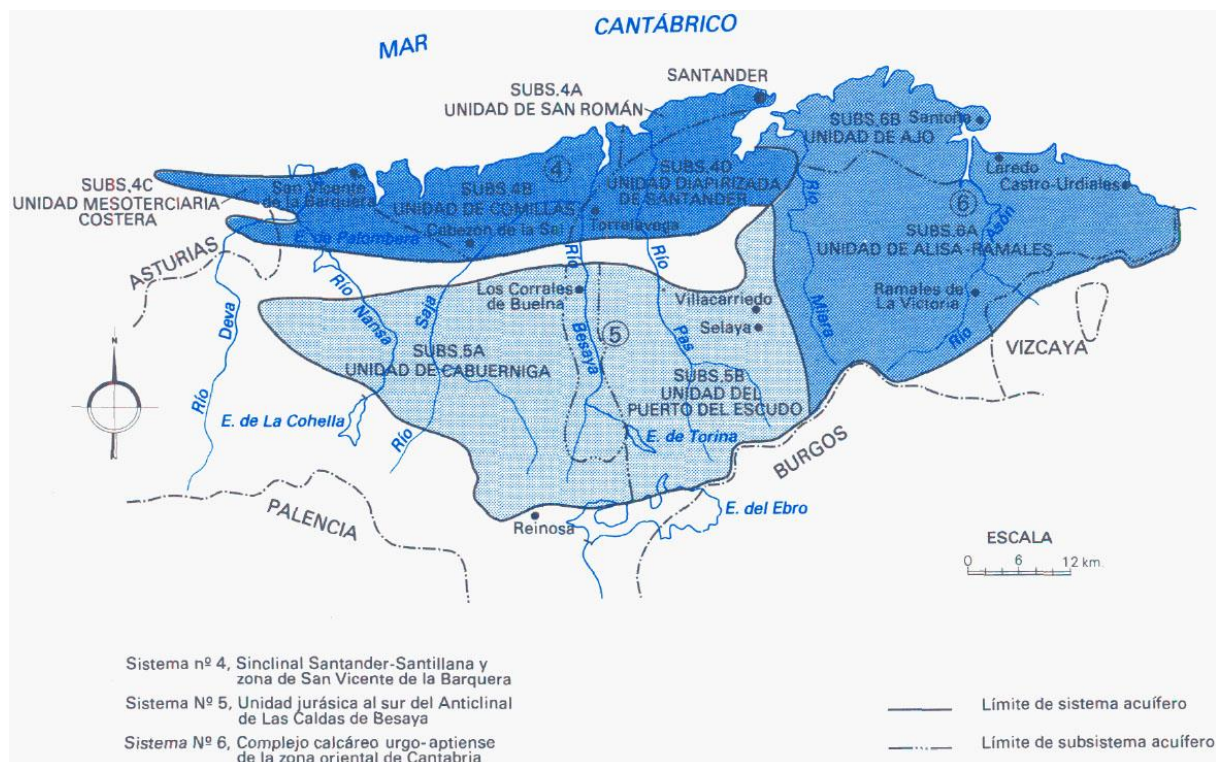 MAR CANTÁBRICO
SANTANDER
SUBS.4A
UNIDAD DE SAN ROMÁN
SUBS.6B
UNIDAD DE AJO
Santoña
Laredo
Castro-Urdiales
SUBS.4C
UNIDAD MESOTERCIARIA
COSTERA
San Vicente
de la Barquera
4
SUBS.4B
UNIDAD DE COMILLAS
SUBS.4D
UNIDAD DIAPIRIZADA
DE SANTANDER
Torrelavega
Cabezón de la Sal
E. de Palombera
6
SUBS.6A
UNIDAD DE ALISA-RAMALES
Río Asón
Ramales de
La Victoria
Río Miera
ASTURIAS
Río Deva
Río Nansa
Río Saja
Los Corrales
de Buelna
Río Besaya
5
Río Pas
Villacarriedo
Selaya
VIZCAYA
SUBS.5A
UNIDAD DE CABUERNIGA
SUBS.5B
UNIDAD DEL
PUERTO DEL ESCUDO
N
E. de La Cohella
E. de Torina
BURGOS
PALENCIA
Reinosa
E. del Ebro
ESCALA
0 6 12 km.
Sistema nº 4, Sinclinal Santander-Santillana y
zona de San Vicente de la Barquera
Sistema Nº 5, Unidad jurásica al sur del Anticlinal
de Las Caldas de Besaya
Sistema Nº 6, Complejo calcáreo urgo-aptiense
de la zona oriental de Cantabria
Límite de sistema acuífero
Límite de subsistema acuífero